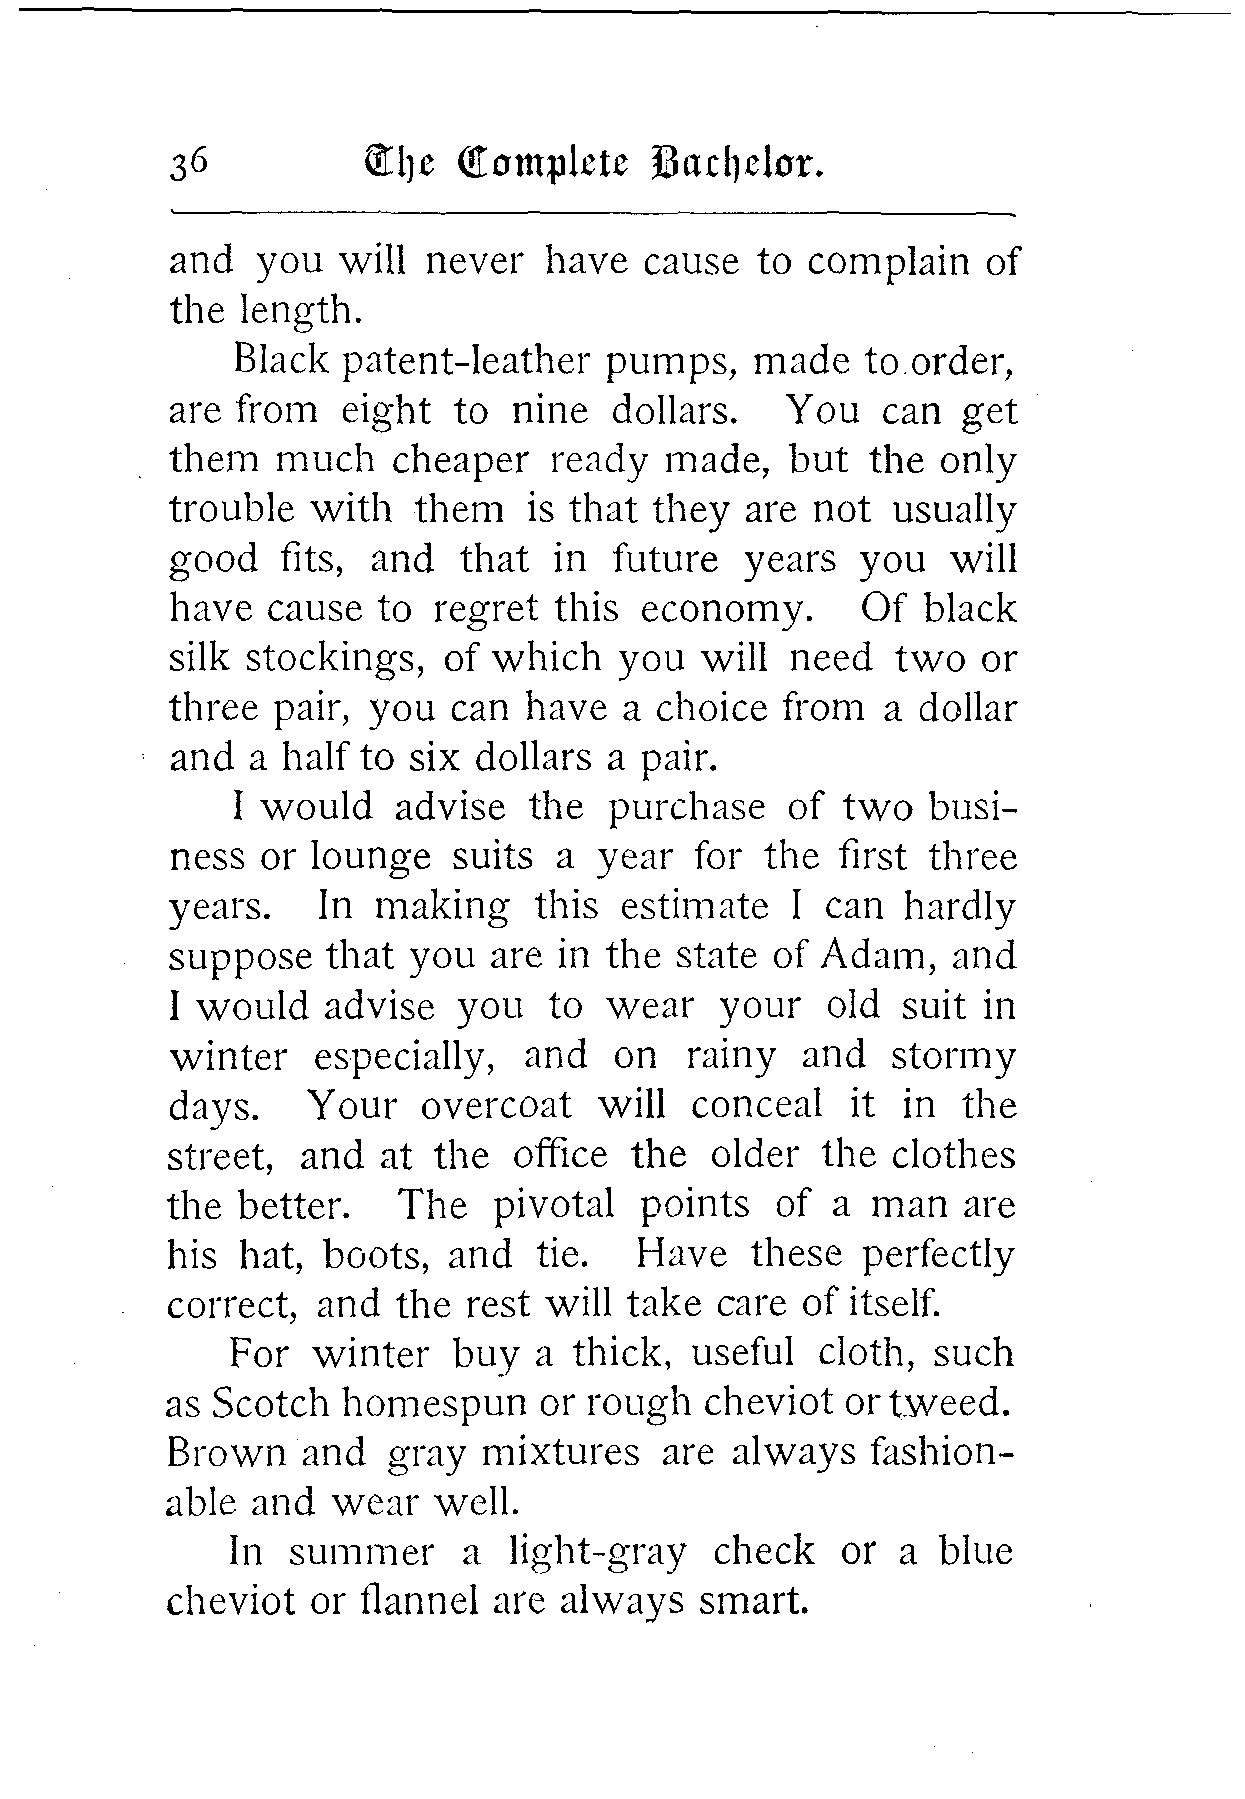 36 The Complete Bachelor.
and you will never have cause to complain of
the length.
Black patent-leather pumps, made to order,
are from eight to nine dollars. You can get
them much cheaper ready made, but the only
trouble with them is that they are not usually
good fits, and that in future years you will
have cause to regret this economy. Of black
silk stockings, of which you will need two or
three pair, you can have a choice from a dollar
and a half to six dollars a pair.
I would advise the purchase of two busi-
ness or lounge suits a year for the first three
years. In making this estimate I can hardly
suppose that you are in the state of Adam, and
I would advise you to wear your old suit in
winter especially, and on rainy and stormy
days. Your overcoat will conceal it in the
street, and at the office the older the clothes
the better. The pivotal points of a man are
his hat, boots, and tie. Have these perfectly
correct, and the rest will take care of itself.
For winter buy a thick, useful cloth, such
as Scotch homespun or rough cheviot or tweed.
Brown and gray mixtures are always fashion-
able and wear well.
In summer a light-gray check or a blue
cheviot or flannel are always smart.